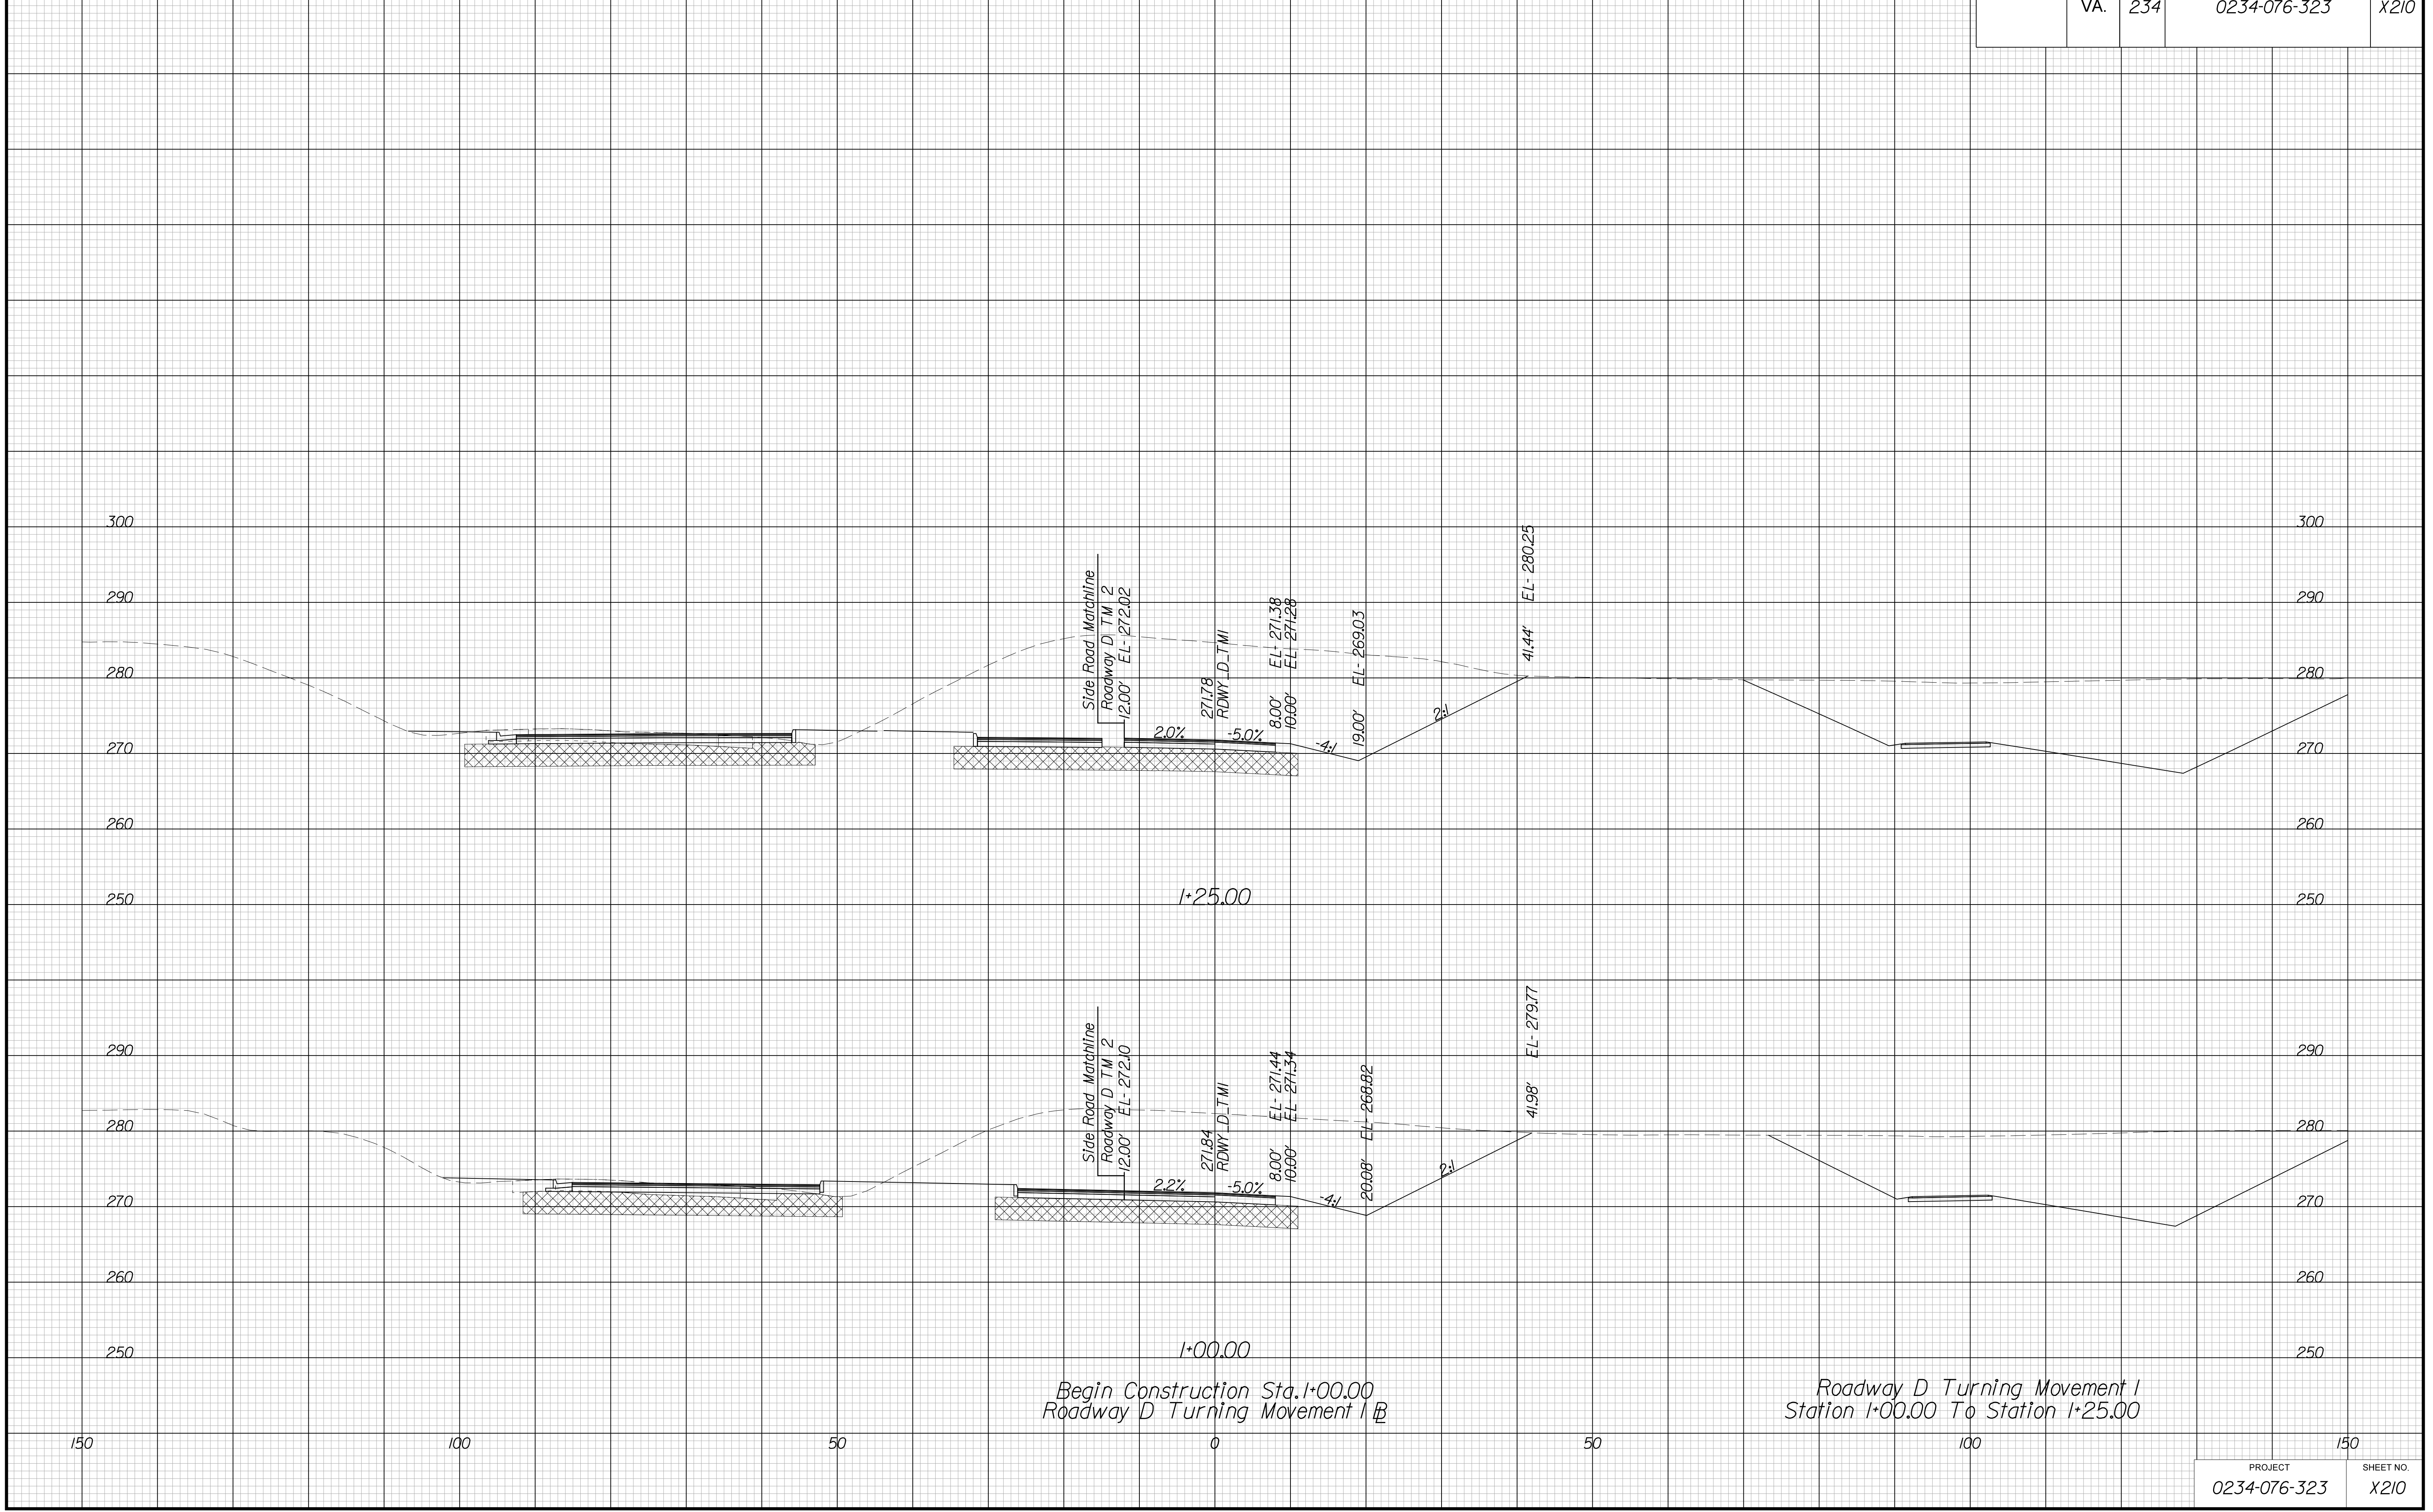 VA. 234 0234-076-323 X210
300 300
290 290
280 280
270 270
260 260
250 250
Side Road Matchline
Roadway D TM 2
12.00' EL- 272.02
2.0%
271.78
RDWY_D_TM1
-5.0%
8.00' EL- 271.38
10.00' EL- 271.28
-4:1
19.00' EL- 269.03
2:1
41.44' EL- 280.25
1+25.00
290 290
280 280
270 270
260 260
250 250
Side Road Matchline
Roadway D TM 2
12.00' EL- 272.10
2.2%
271.84
RDWY_D_TM1
-5.0%
8.00' EL- 271.44
10.00' EL- 271.34
-4:1
20.08' EL- 268.82
2:1
41.98' EL- 279.77
1+00.00
Begin Construction Sta. 1+00.00
Roadway D Turning Movement 1 BL
Roadway D Turning Movement 1
Station 1+00.00 To Station 1+25.00
150 100 50 0 50 100 150
PROJECT SHEET NO.
0234-076-323 X210